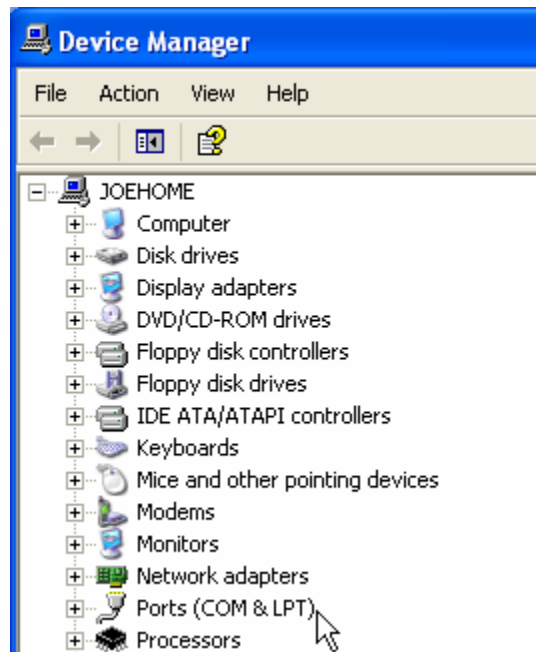 Device Manager
File Action View Help
JOEHOME
Computer
Disk drives
Display adapters
DVD/CD-ROM drives
Floppy disk controllers
Floppy disk drives
IDE ATA/ATAPI controllers
Keyboards
Mice and other pointing devices
Modems
Monitors
Network adapters
Ports (COM & LPT)
Processors